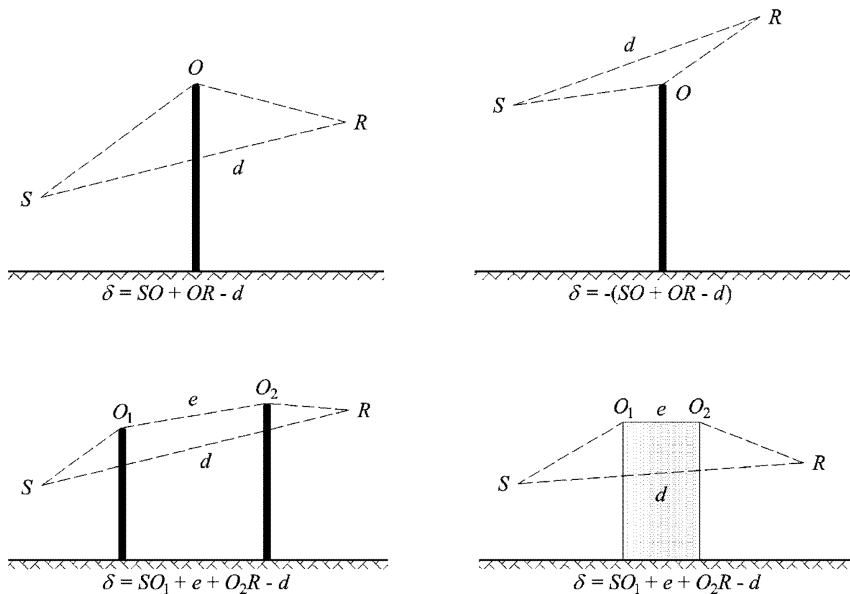 O
R
d
S
δ = SO + OR - d
R
d
S
O
δ = -(SO + OR - d)
O₂
e
O₁
R
d
S
δ = SO₁ + e + O₂R - d
O₁ e O₂
R
S
d
δ = SO₁ + e + O₂R - d